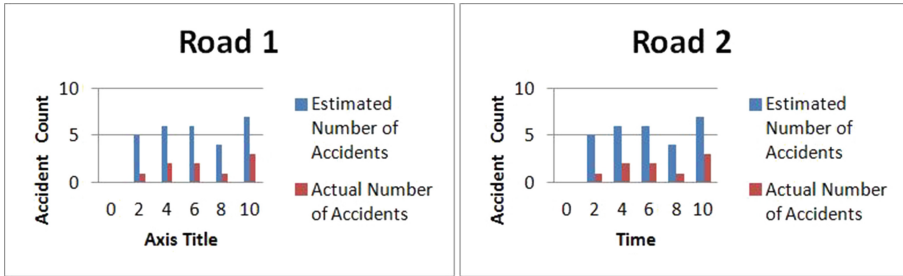 Road 1
Accident Count
10
5
0
0 2 4 6 8 10
Axis Title
Estimated
Number of
Accidents
Actual Number
of Accidents
Road 2
Accident Count
10
5
0
0 2 4 6 8 10
Time
Estimated
Number of
Accidents
Actual Number
of Accidents